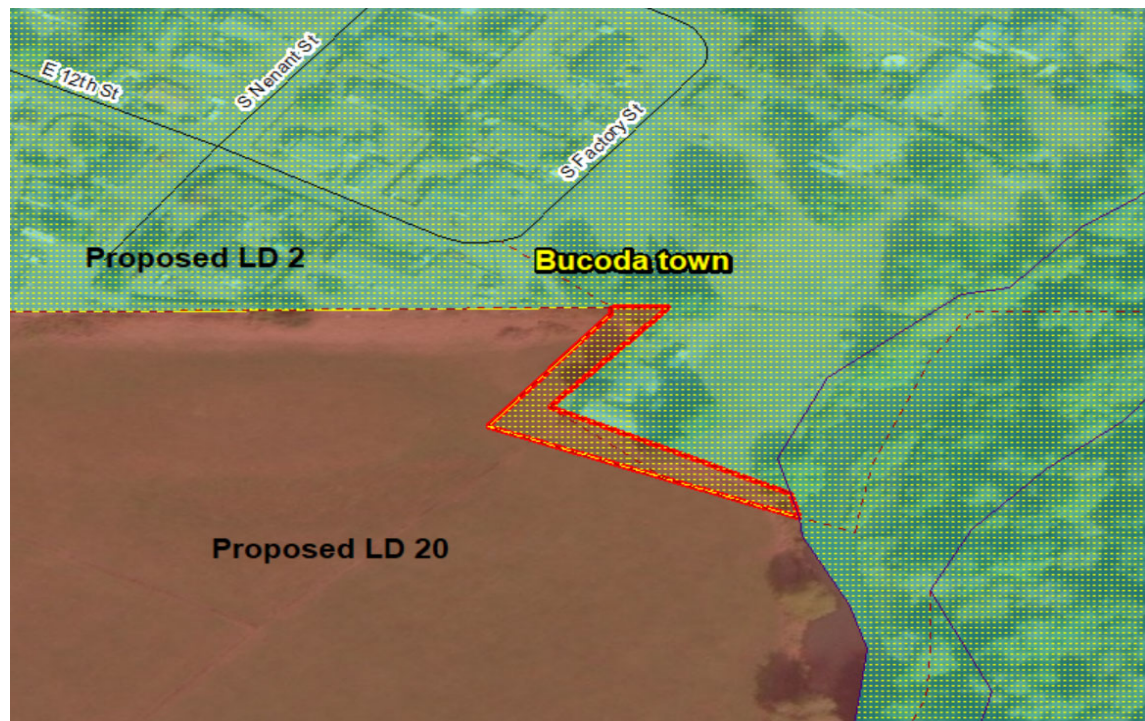 E 12th St
S Nenant St
S Factory St
Proposed LD 2
Bucoda town
Proposed LD 20